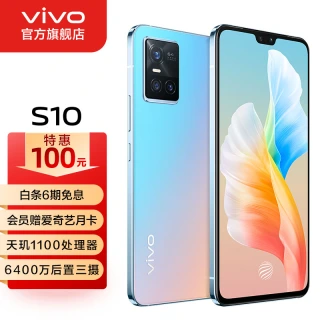 vivo
官方旗舰店
S10
特惠
100元
白条6期免息
会员赠爱奇艺月卡
天玑1100处理器
6400万后置三摄
vivo